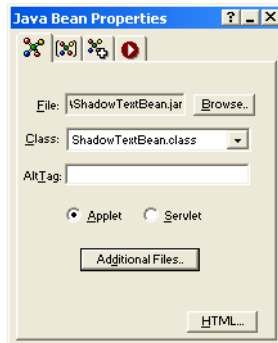 Java Bean Properties
File: \ShadowTextBean.jar Browse..
Class: ShadowTextBean.class
AltTag:
Applet Servlet
Additional Files..
HTML...